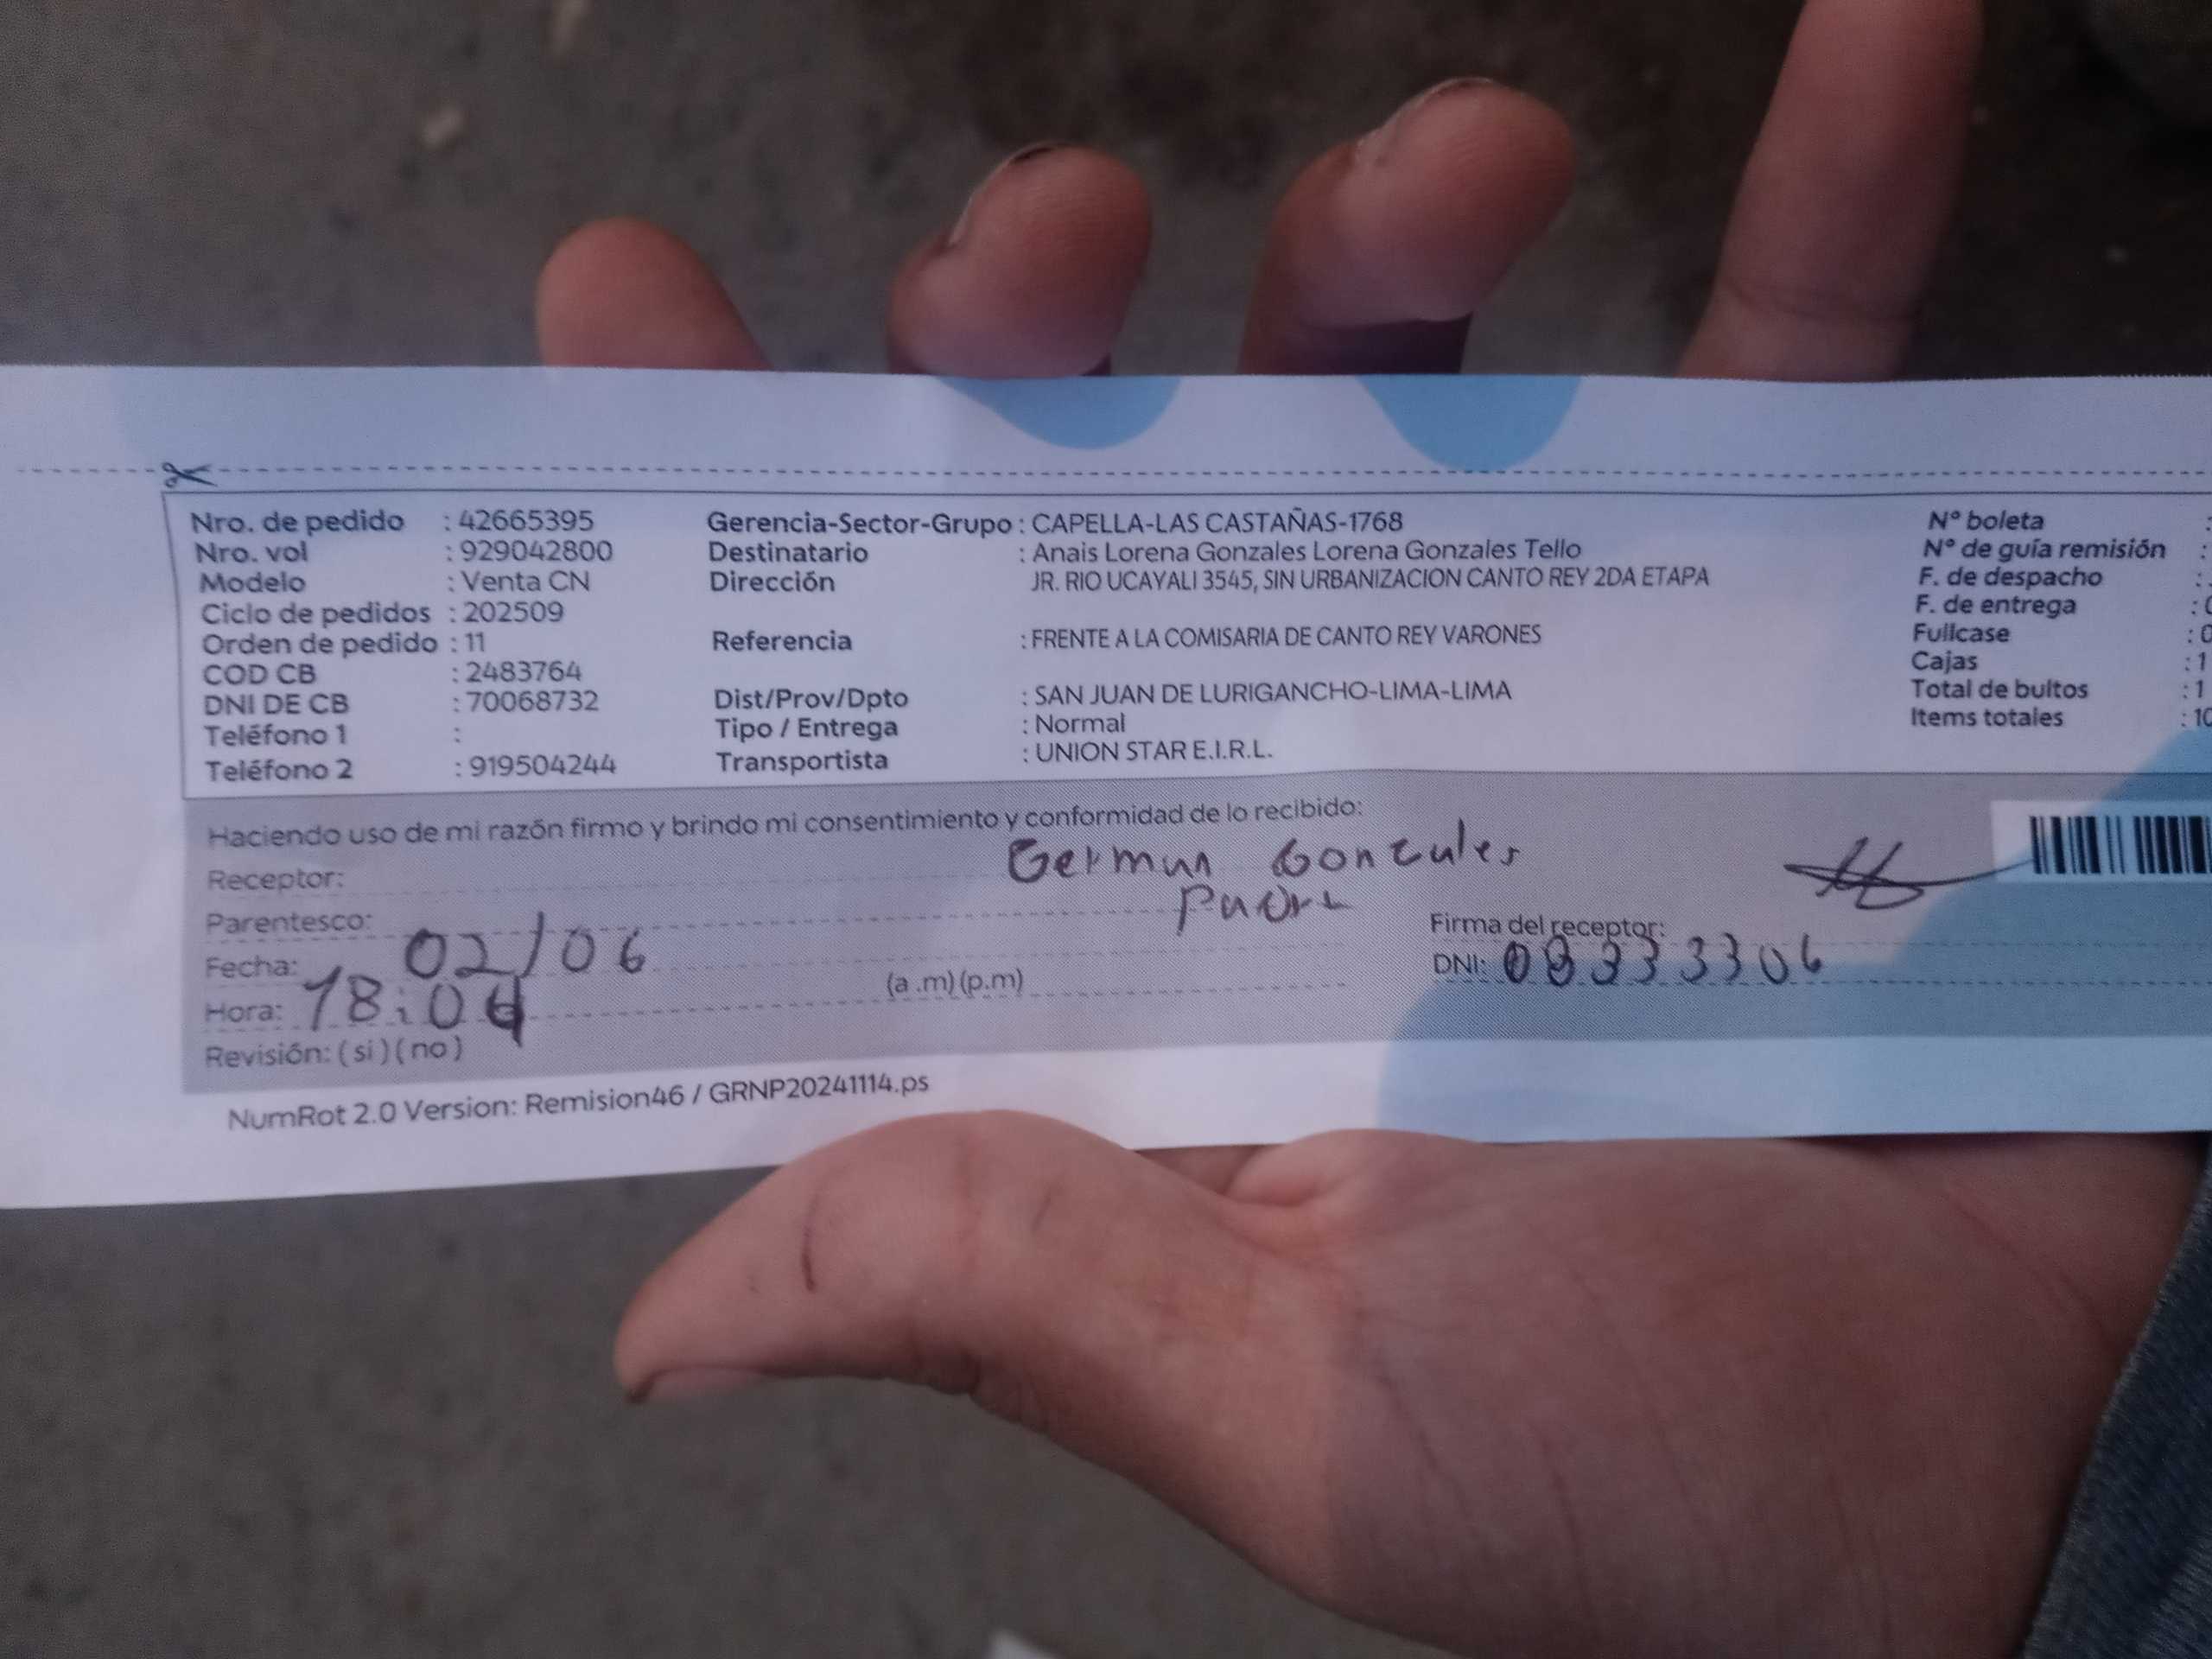 Nro. de pedido : 42665395
Nro. vol : 929042800
Modelo : Venta CN
Ciclo de pedidos : 202509
Orden de pedido : 11
COD CB : 2483764
DNI DE CB : 70068732
Teléfono 1 :
Teléfono 2 : 919504244
Gerencia-Sector-Grupo : CAPELLA-LAS CASTAÑAS-1768
Destinatario : Anais Lorena Gonzales Lorena Gonzales Tello
Dirección JR. RIO UCAYALI 3545, SIN URBANIZACION CANTO REY 2DA ETAPA
Referencia : FRENTE A LA COMISARIA DE CANTO REY VARONES
Dist/Prov/Dpto : SAN JUAN DE LURIGANCHO-LIMA-LIMA
Tipo / Entrega : Normal
Transportista : UNION STAR E.I.R.L.
N° boleta :
N° de guía remisión :
F. de despacho :
F. de entrega :
Fullcase :
Cajas : 1
Total de bultos : 1
Items totales : 10
Haciendo uso de mi razón firmo y brindo mi consentimiento y conformidad de lo recibido:
Receptor: German Gonzales
Parentesco: Padre
Fecha: 02/06
Hora: 18:04 (a .m) (p.m)
Revisión: ( si ) ( no )
Firma del receptor:
DNI: 08333306
NumRot 2.0 Version: Remision46 / GRNP20241114.ps